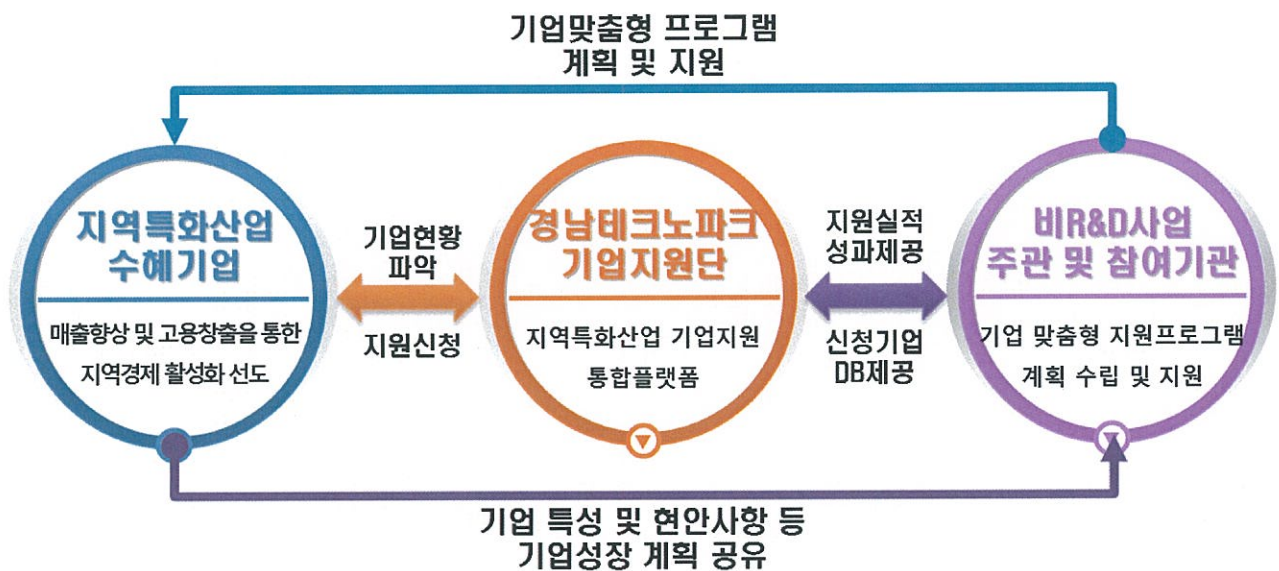 기업맞춤형 프로그램
계획 및 지원
지역특화산업
수혜기업
매출향상 및 고용창출을 통한
지역경제 활성화 선도
기업현황
파악
지원신청
경남테크노파크
기업지원단
지역특화산업 기업지원
통합플랫폼
지원실적
성과제공
신청기업
DB제공
비R&D사업
주관 및 참여기관
기업 맞춤형 지원프로그램
계획 수립 및 지원
기업 특성 및 현안사항 등
기업성장 계획 공유